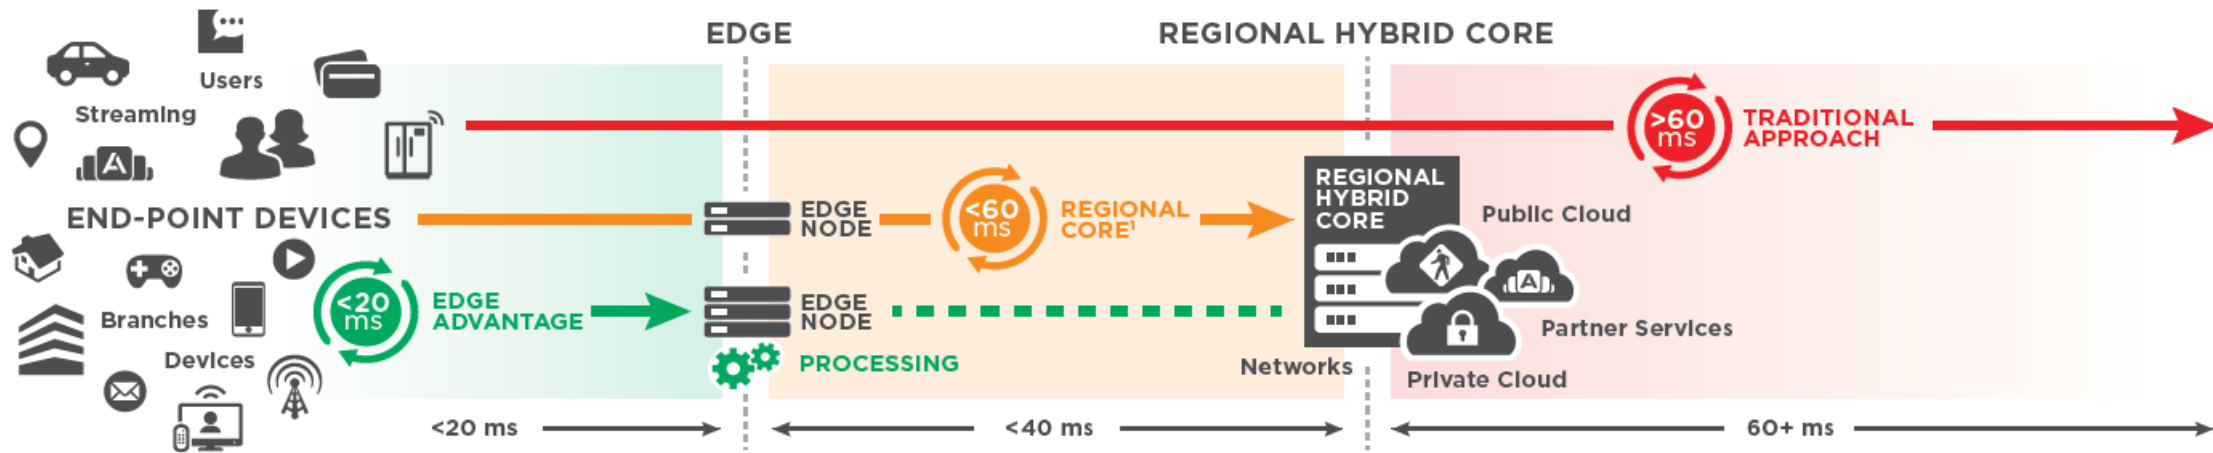 EDGE
REGIONAL HYBRID CORE
Users
Streaming
A
END-POINT DEVICES
Branches
Devices
<20
ms
EDGE
ADVANTAGE
EDGE
NODE
<60
ms
REGIONAL
CORE¹
EDGE
NODE
PROCESSING
>60
ms
TRADITIONAL
APPROACH
REGIONAL
HYBRID
CORE
Public Cloud
A
Partner Services
Networks
Private Cloud
<20 ms
<40 ms
60+ ms